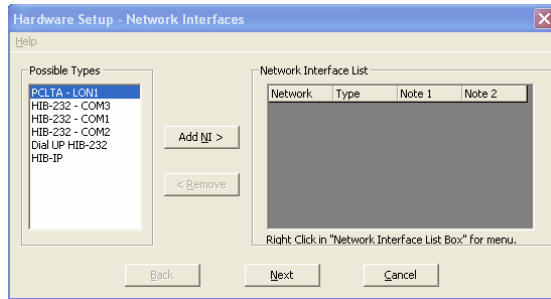 Hardware Setup - Network Interfaces
Help
Possible Types
PCLTA - LON1
HIB-232 - COM3
HIB-232 - COM1
HIB-232 - COM2
Dial UP HIB-232
HIB-IP
Add NI >
< Remove
Network Interface List
Network Type Note 1 Note 2
Right Click in "Network Interface List Box" for menu.
Back Next Cancel